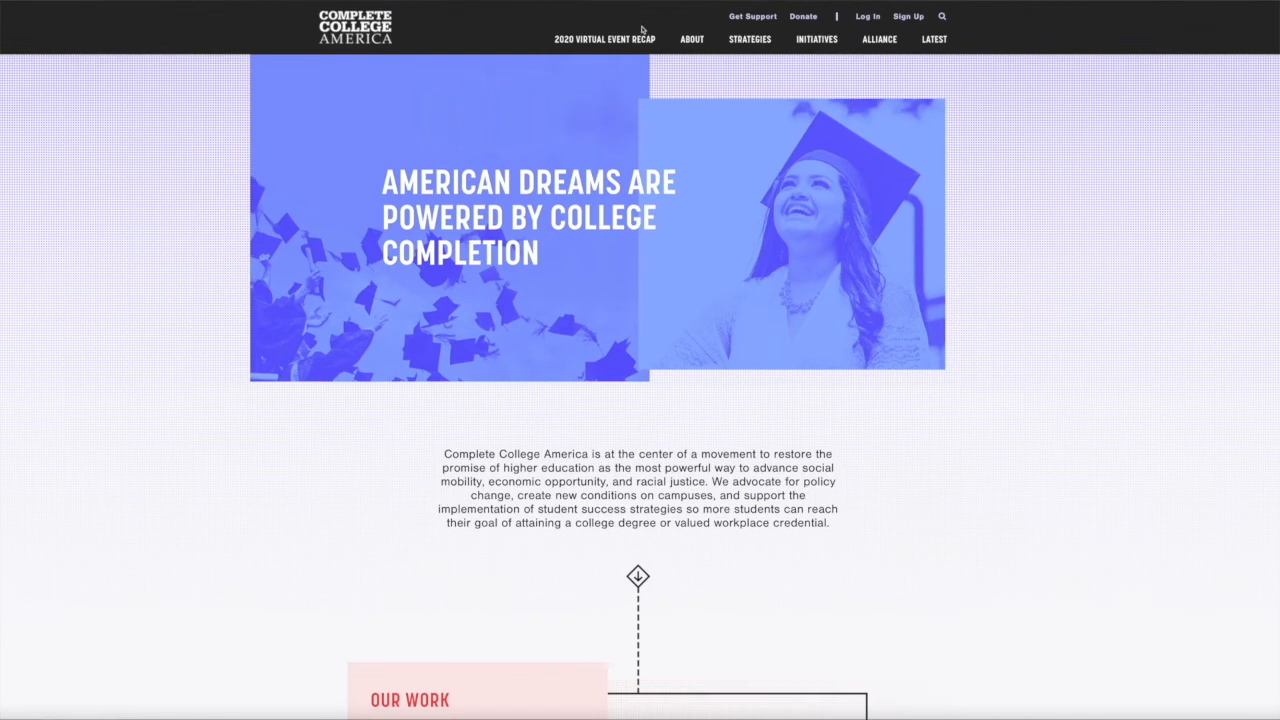 COMPLETE
COLLEGE
AMERICA
Get Support Donate | Log In Sign Up
2020 VIRTUAL EVENT RECAP ABOUT STRATEGIES INITIATIVES ALLIANCE LATEST
AMERICAN DREAMS ARE
POWERED BY COLLEGE
COMPLETION
Complete College America is at the center of a movement to restore the
promise of higher education as the most powerful way to advance social
mobility, economic opportunity, and racial justice. We advocate for policy
change, create new conditions on campuses, and support the
implementation of student success strategies so more students can reach
their goal of attaining a college degree or valued workplace credential.
OUR WORK